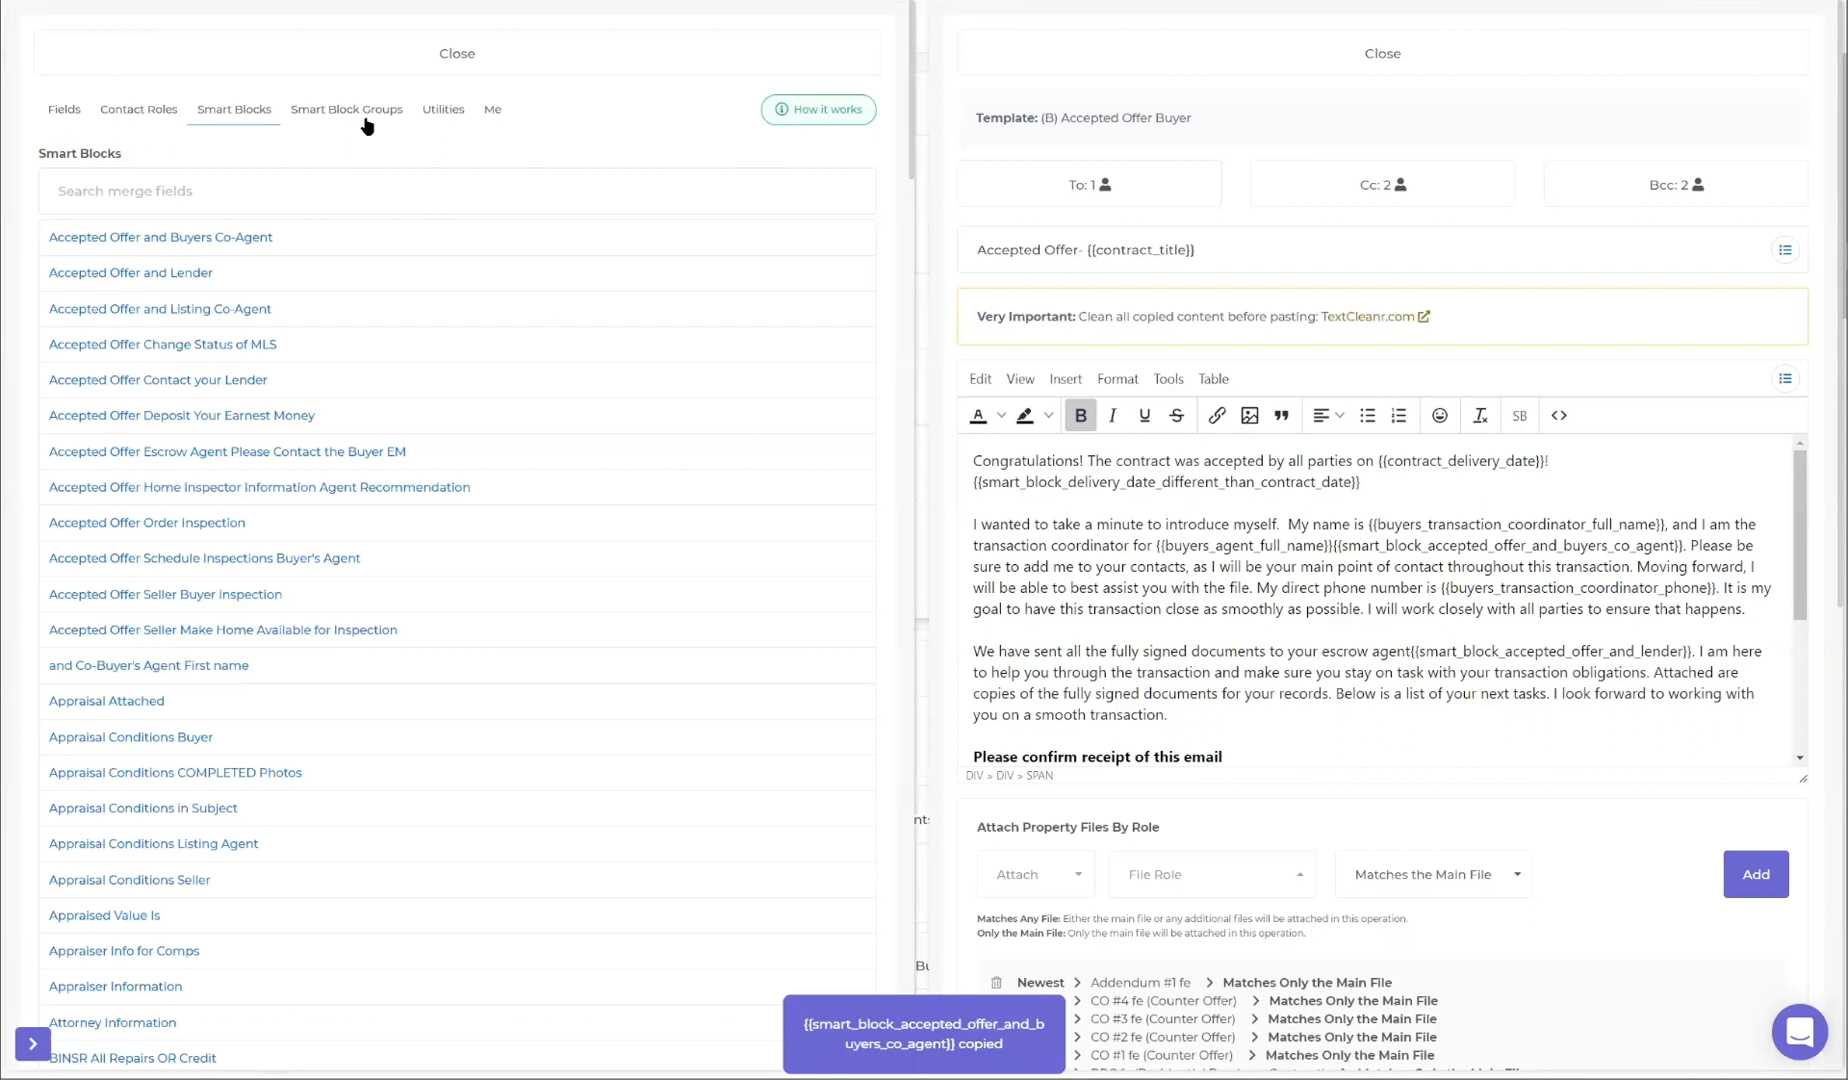 Close
Fields
Contact Roles
Smart Blocks
Smart Block Groups
Utilities
Me
How it works
Smart Blocks
Search merge fields
Accepted Offer and Buyers Co-Agent
Accepted Offer and Lender
Accepted Offer and Listing Co-Agent
Accepted Offer Change Status of MLS
Accepted Offer Contact your Lender
Accepted Offer Deposit Your Earnest Money
Accepted Offer Escrow Agent Please Contact the Buyer EM
Accepted Offer Home Inspector Information Agent Recommendation
Accepted Offer Order Inspection
Accepted Offer Schedule Inspections Buyer's Agent
Accepted Offer Seller Buyer inspection
Accepted Offer Seller Make Home Available for Inspection
and Co-Buyer's Agent First name
Appraisal Attached
Appraisal Conditions Buyer
Appraisal Conditions COMPLETED Photos
Appraisal Conditions in Subject
Appraisal Conditions Listing Agent
Appraisal Conditions Seller
Appraised Value Is
Appraiser Info for Comps
Appraiser Information
Attorney Information
BINSR All Repairs OR Credit
{{smart_block_accepted_offer_and_b
uyers_co_agent}} copied
Close
Template: (B) Accepted Offer Buyer
To: 1
Cc: 2
Bcc: 2
Accepted Offer- {{contract_title}}
Very Important: Clean all copied content before pasting: TextCleanr.com
Edit View Insert Format Tools Table
A B I U S SB <>
Congratulations! The contract was accepted by all parties on {{contract_delivery_date}}!
{{smart_block_delivery_date_different_than_contract_date}}
I wanted to take a minute to introduce myself.  My name is {{buyers_transaction_coordinator_full_name}}, and I am the
transaction coordinator for {{buyers_agent_full_name}}{{smart_block_accepted_offer_and_buyers_co_agent}}. Please be
sure to add me to your contacts, as I will be your main point of contact throughout this transaction. Moving forward, I
will be able to best assist you with the file. My direct phone number is {{buyers_transaction_coordinator_phone}}. It is my
goal to have this transaction close as smoothly as possible. I will work closely with all parties to ensure that happens.
We have sent all the fully signed documents to your escrow agent{{smart_block_accepted_offer_and_lender}}. I am here
to help you through the transaction and make sure you stay on task with your transaction obligations. Attached are
copies of the fully signed documents for your records. Below is a list of your next tasks. I look forward to working with
you on a smooth transaction.
Please confirm receipt of this email
DIV » DIV » SPAN
Attach Property Files By Role
Attach
File Role
Matches the Main File
Add
Matches Any File: Either the main file or any additional files will be attached in this operation.
Only the Main File: Only the main file will be attached in this operation.
Newest > Addendum #1 fe > Matches Only the Main File
> CO #4 fe (Counter Offer) > Matches Only the Main File
> CO #3 fe (Counter Offer) > Matches Only the Main File
> CO #2 fe (Counter Offer) > Matches Only the Main File
> CO #1 fe (Counter Offer) > Matches Only the Main File